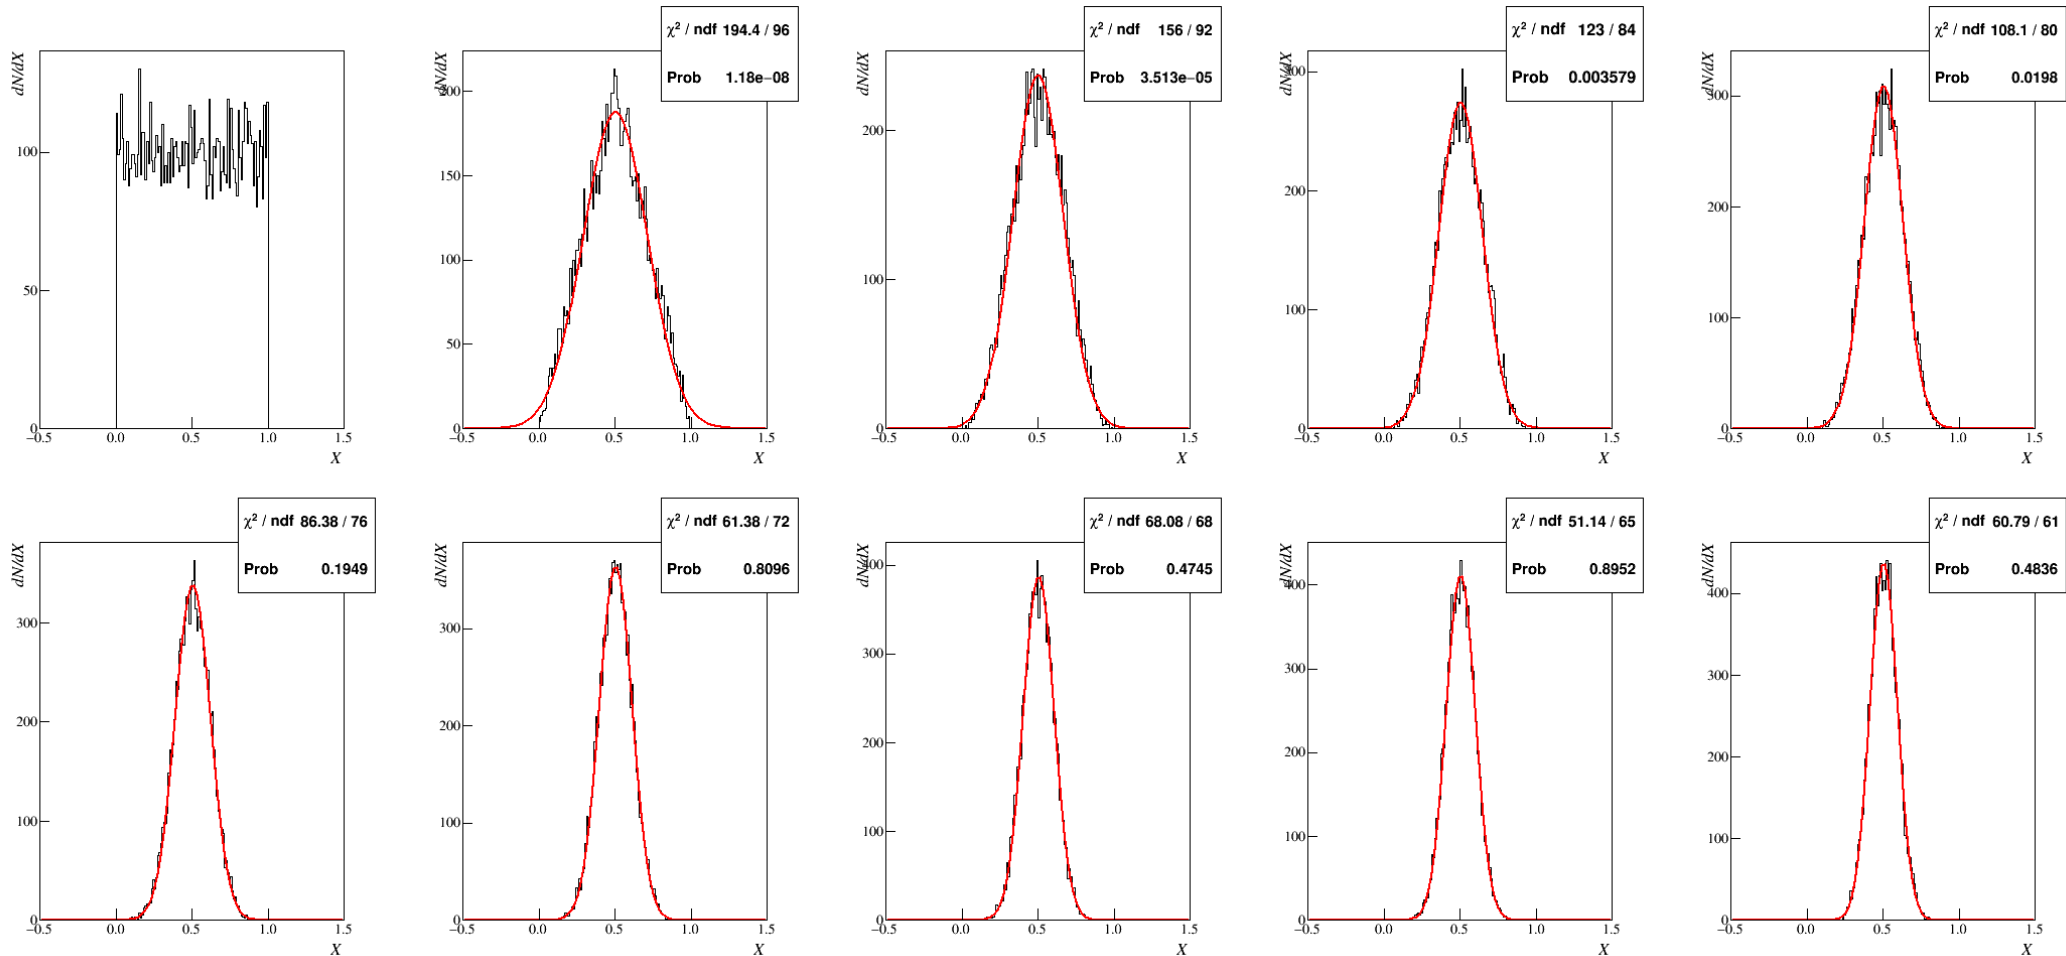 dN/dX
100
50
0
−0.5 0.0 0.5 1.0 1.5
X
χ² / ndf 194.4 / 96
Prob 1.18e−08
dN/dX
200
150
100
50
0
−0.5 0.0 0.5 1.0 1.5
X
χ² / ndf 156 / 92
Prob 3.513e−05
dN/dX
200
100
0
−0.5 0.0 0.5 1.0 1.5
X
χ² / ndf 123 / 84
Prob 0.003579
dN/dX
300
200
100
0
−0.5 0.0 0.5 1.0 1.5
X
χ² / ndf 108.1 / 80
Prob 0.0198
dN/dX
300
200
100
0
−0.5 0.0 0.5 1.0 1.5
X
χ² / ndf 86.38 / 76
Prob 0.1949
dN/dX
300
200
100
0
−0.5 0.0 0.5 1.0 1.5
X
χ² / ndf 61.38 / 72
Prob 0.8096
dN/dX
300
200
100
0
−0.5 0.0 0.5 1.0 1.5
X
χ² / ndf 68.08 / 68
Prob 0.4745
dN/dX
400
300
200
100
0
−0.5 0.0 0.5 1.0 1.5
X
χ² / ndf 51.14 / 65
Prob 0.8952
dN/dX
400
300
200
100
0
−0.5 0.0 0.5 1.0 1.5
X
χ² / ndf 60.79 / 61
Prob 0.4836
dN/dX
400
300
200
100
0
−0.5 0.0 0.5 1.0 1.5
X